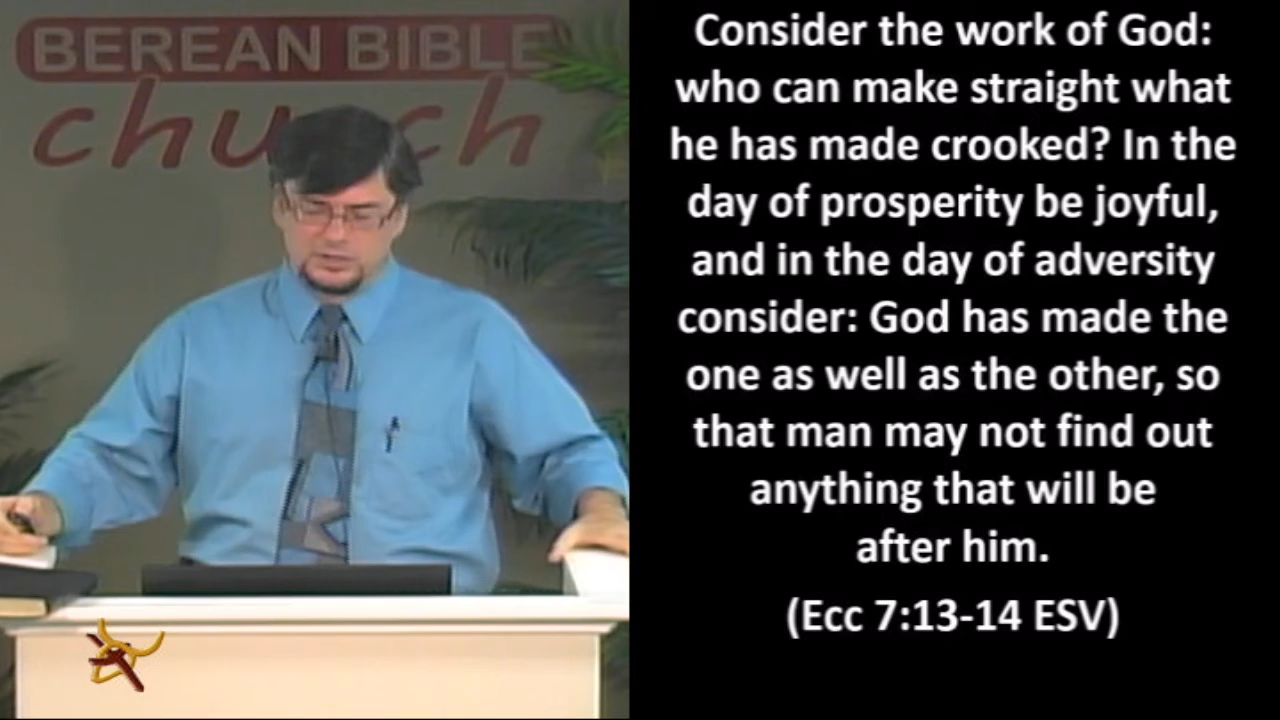 BEREAN BIBLE
church
Consider the work of God:
who can make straight what
he has made crooked? In the
day of prosperity be joyful,
and in the day of adversity
consider: God has made the
one as well as the other, so
that man may not find out
anything that will be
after him.
(Ecc 7:13-14 ESV)